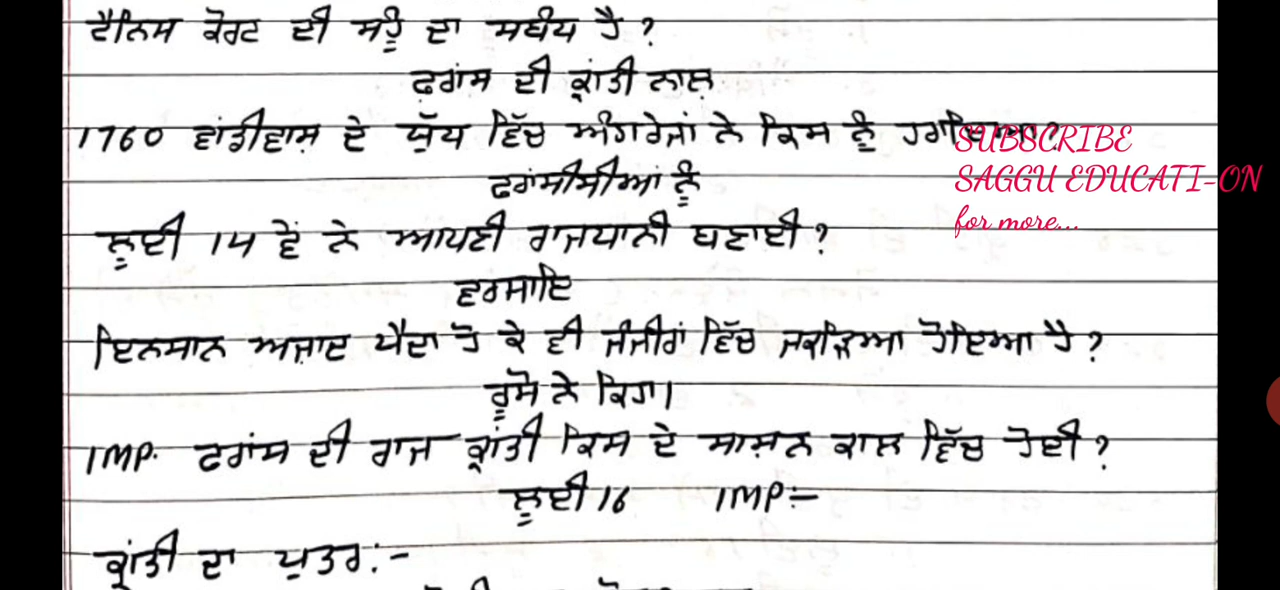 ਟੈਨਿਸ ਕੋਰਟ ਦੀ ਸਹੁੰ ਦਾ ਸਬੰਧ ਹੈ?
ਫਰਾਂਸ ਦੀ ਕ੍ਰਾਂਤੀ ਨਾਲ
1760 ਵਾਂਡੀਵਾਸ਼ ਦੇ ਯੁੱਧ ਵਿੱਚ ਅੰਗਰੇਜਾਂ ਨੇ ਕਿਸ ਨੂੰ ਹਰਾਇਆ?
SUBSCRIBE
SAGGU EDUCATI-ON
for more...
ਫਰਾਂਸੀਸੀਆਂ ਨੂੰ
ਲੂਈ 14 ਵੇਂ ਨੇ ਆਪਣੀ ਰਾਜਧਾਨੀ ਬਣਾਈ?
ਵਰਸਾਇ
ਇਨਸਾਨ ਅਜ਼ਾਦ ਪੈਦਾ ਹੋ ਕੇ ਵੀ ਜੰਜੀਰਾਂ ਵਿੱਚ ਜਕੜਿਆ ਹੋਇਆ ਹੈ?
ਰੂਸੋ ਨੇ ਕਿਹਾ।
IMP. ਫਰਾਂਸ ਦੀ ਰਾਜ ਕ੍ਰਾਂਤੀ ਕਿਸ ਦੇ ਸਾਸ਼ਨ ਕਾਲ ਵਿੱਚ ਹੋਈ?
ਲੂਈ 16 IMP:-
ਕ੍ਰਾਂਤੀ ਦਾ ਪੁਤਰ:-